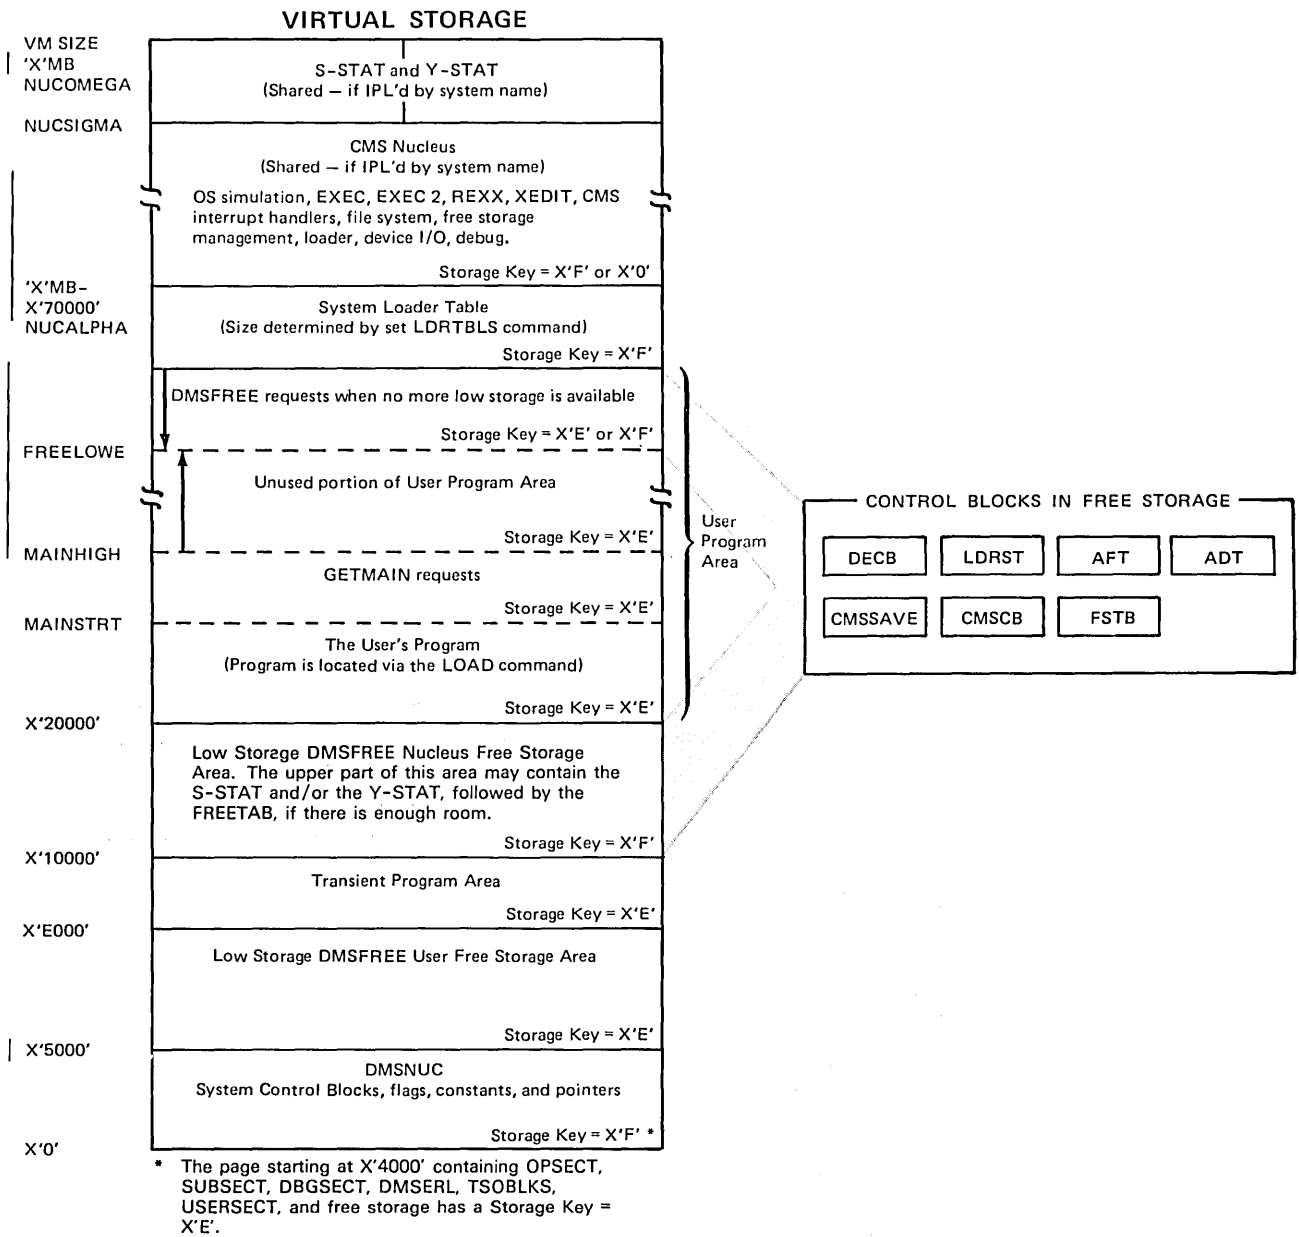 VIRTUAL STORAGE
VM SIZE
'X'MB
NUCOMEGA
S-STAT and Y-STAT
(Shared – if IPL'd by system name)
NUCSIGMA
CMS Nucleus
(Shared – if IPL'd by system name)
OS simulation, EXEC, EXEC 2, REXX, XEDIT, CMS
interrupt handlers, file system, free storage
management, loader, device I/O, debug.
Storage Key = X'F' or X'0'
'X'MB–
X'70000'
NUCALPHA
System Loader Table
(Size determined by set LDRTBLS command)
Storage Key = X'F'
DMSFREE requests when no more low storage is available
Storage Key = X'E' or X'F'
FREELOWE
Unused portion of User Program Area
Storage Key = X'E'
MAINHIGH
GETMAIN requests
Storage Key = X'E'
MAINSTRT
The User's Program
(Program is located via the LOAD command)
Storage Key = X'E'
X'20000'
User
Program
Area
CONTROL BLOCKS IN FREE STORAGE
DECB LDRST AFT ADT
CMSSAVE CMSCB FSTB
Low Storage DMSFREE Nucleus Free Storage
Area. The upper part of this area may contain the
S-STAT and/or the Y-STAT, followed by the
FREETAB, if there is enough room.
Storage Key = X'F'
X'10000'
Transient Program Area
Storage Key = X'E'
X'E000'
Low Storage DMSFREE User Free Storage Area
Storage Key = X'E'
X'5000'
DMSNUC
System Control Blocks, flags, constants, and pointers
Storage Key = X'F' *
X'0'
* The page starting at X'4000' containing OPSECT,
SUBSECT, DBGSECT, DMSERL, TSOBLKS,
USERSECT, and free storage has a Storage Key =
X'E'.